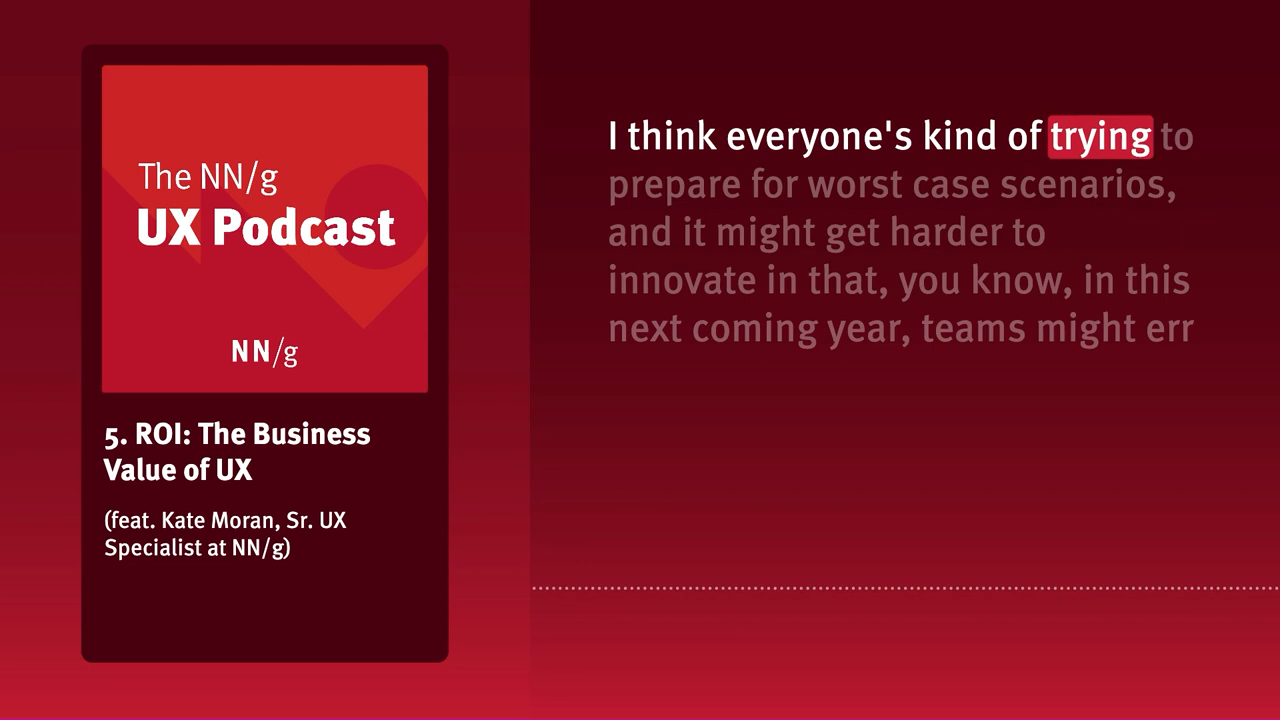 The NN/g
UX Podcast
NN/g
5. ROI: The Business
Value of UX
(feat. Kate Moran, Sr. UX
Specialist at NN/g)
I think everyone's kind of trying to
prepare for worst case scenarios,
and it might get harder to
innovate in that, you know, in this
next coming year, teams might err